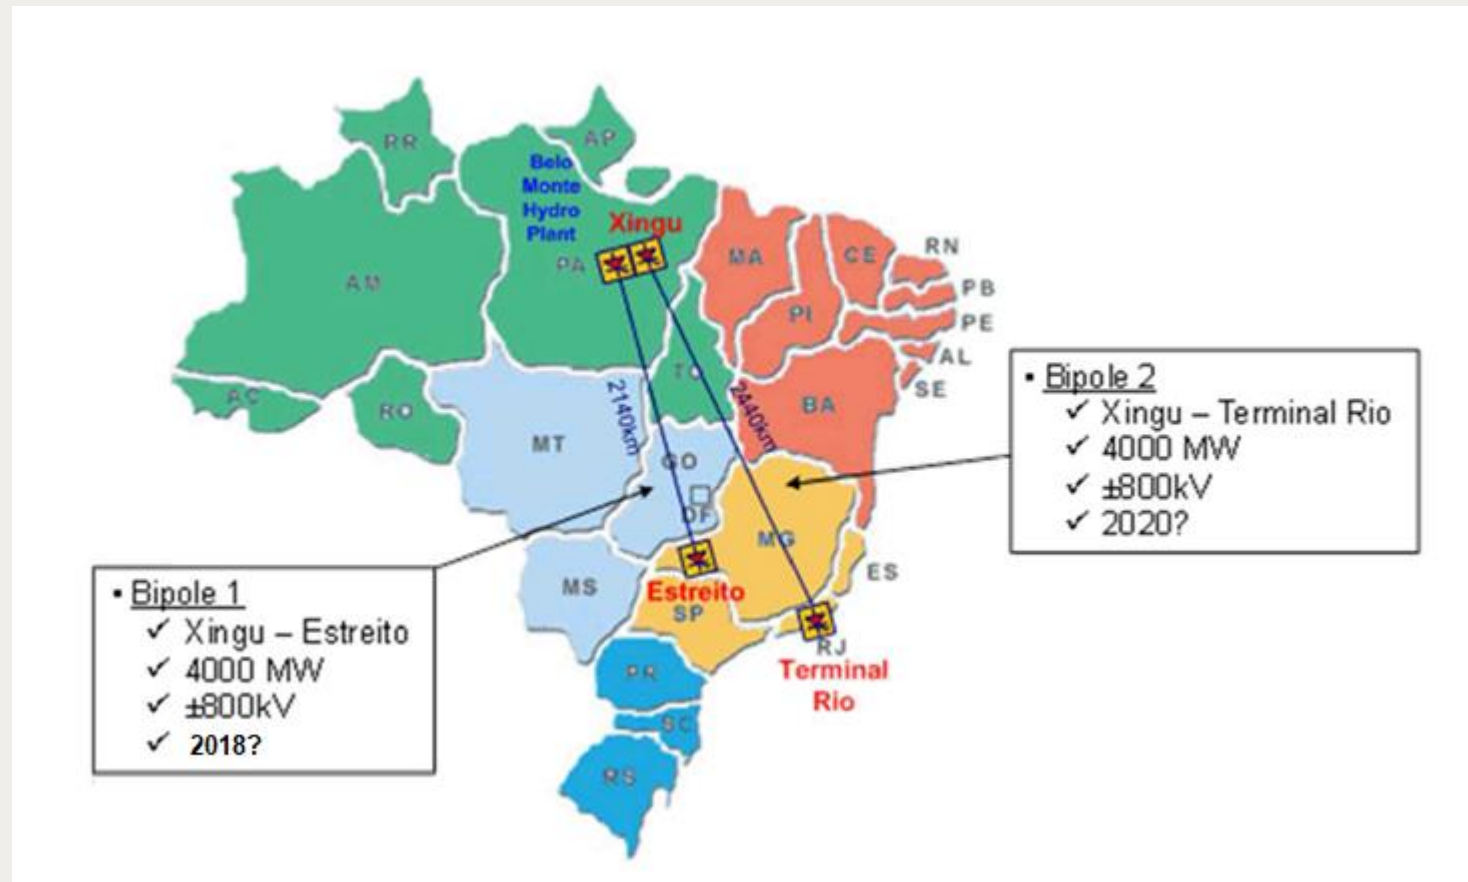 RR
AP
Belo
Monte
Hydro
Plant
Xingu
PA
AM
MA
CE
RN
PB
PI
PE
AL
SE
AC
RO
TO
BA
2140km
2440km
MT
GO
DF
MG
ES
MS
Estreito
SP
RJ
Terminal
Rio
PR
SC
RS
• Bipole 2
✓ Xingu – Terminal Rio
✓ 4000 MW
✓ ±800kV
✓ 2020?
• Bipole 1
✓ Xingu – Estreito
✓ 4000 MW
✓ ±800kV
✓ 2018?